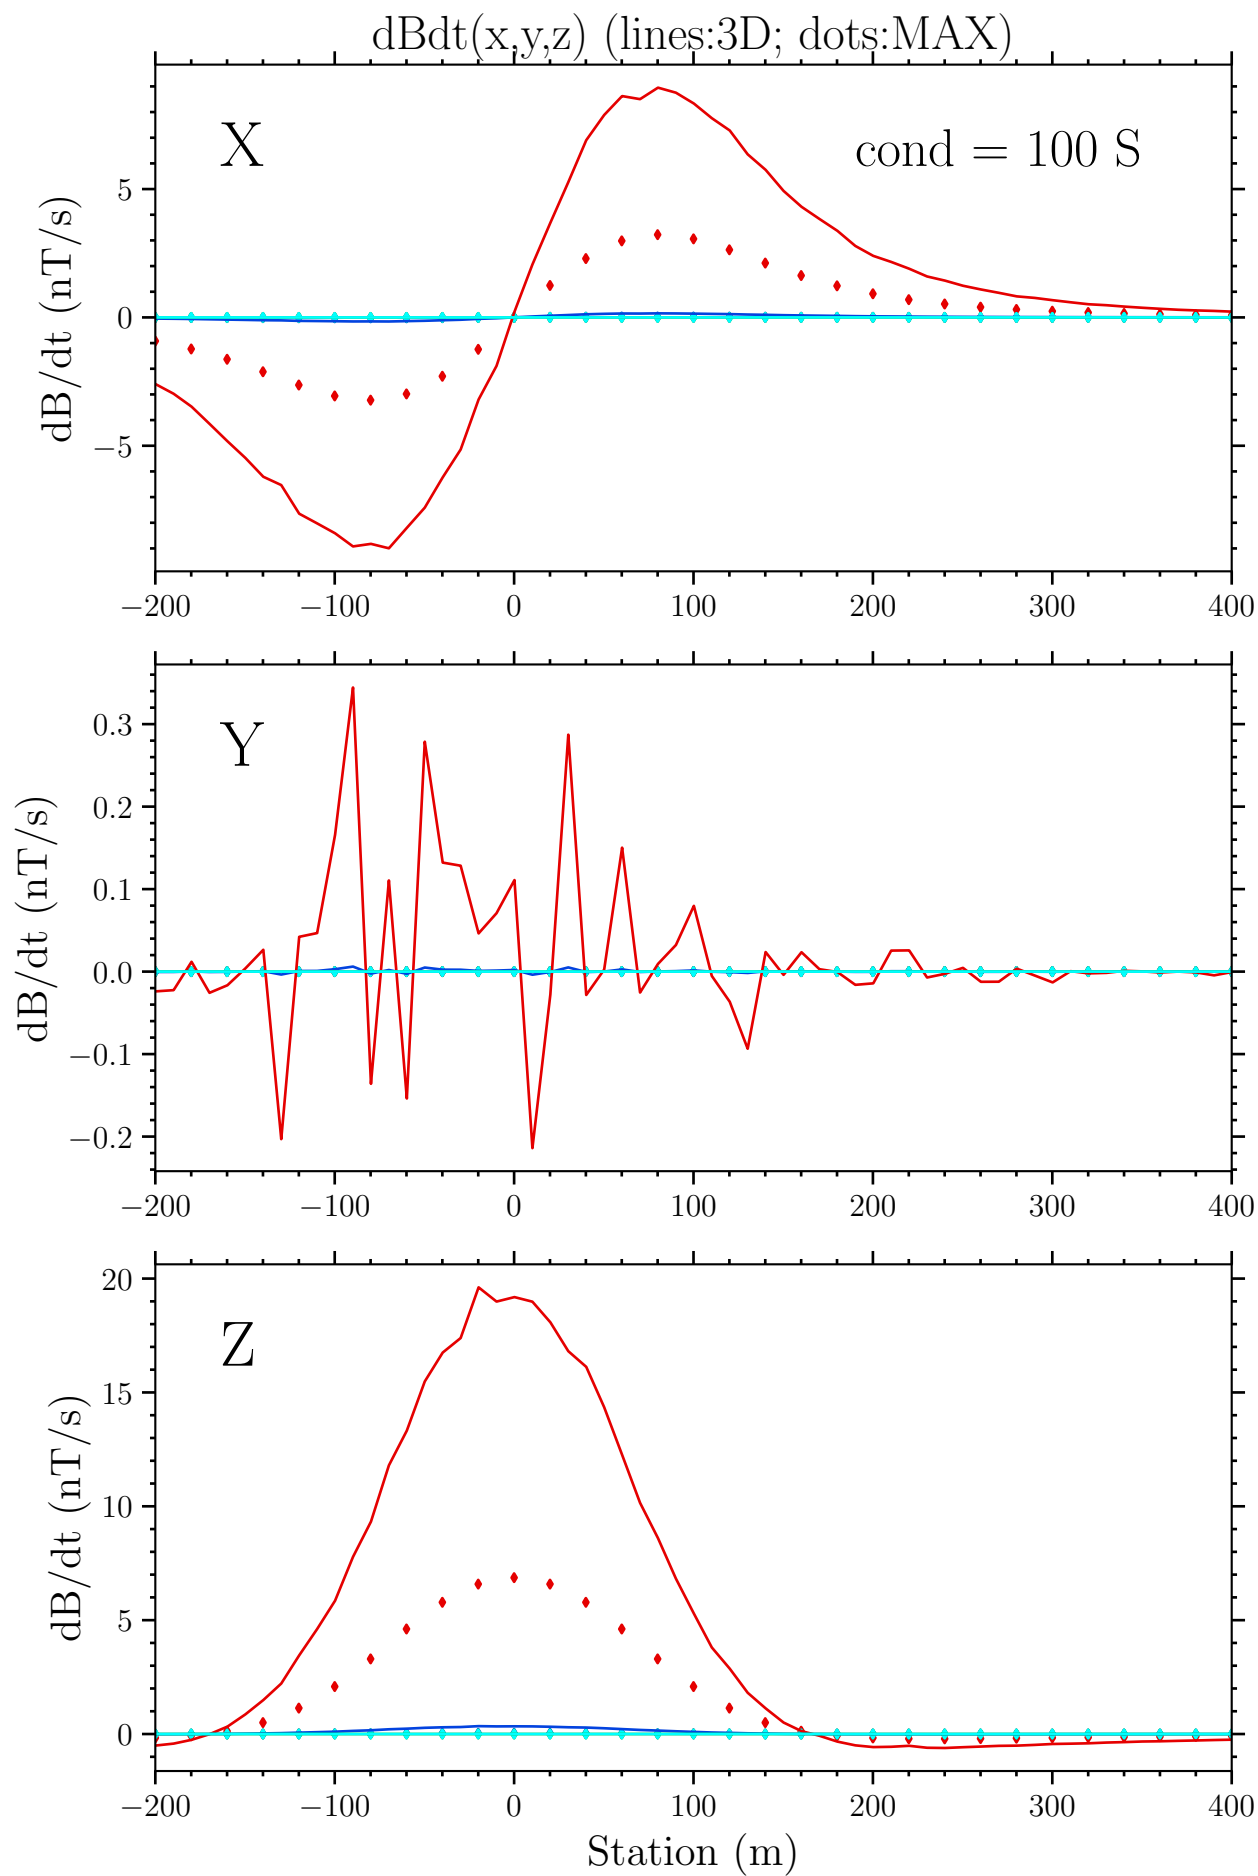 dBdt(x,y,z) (lines:3D; dots:MAX)
X
cond = 100 S
dB/dt (nT/s)
5
0
−5
−200 −100 0 100 200 300 400
Y
dB/dt (nT/s)
0.3
0.2
0.1
0.0
−0.1
−0.2
−200 −100 0 100 200 300 400
Z
dB/dt (nT/s)
20
15
10
5
0
−200 −100 0 100 200 300 400
Station (m)